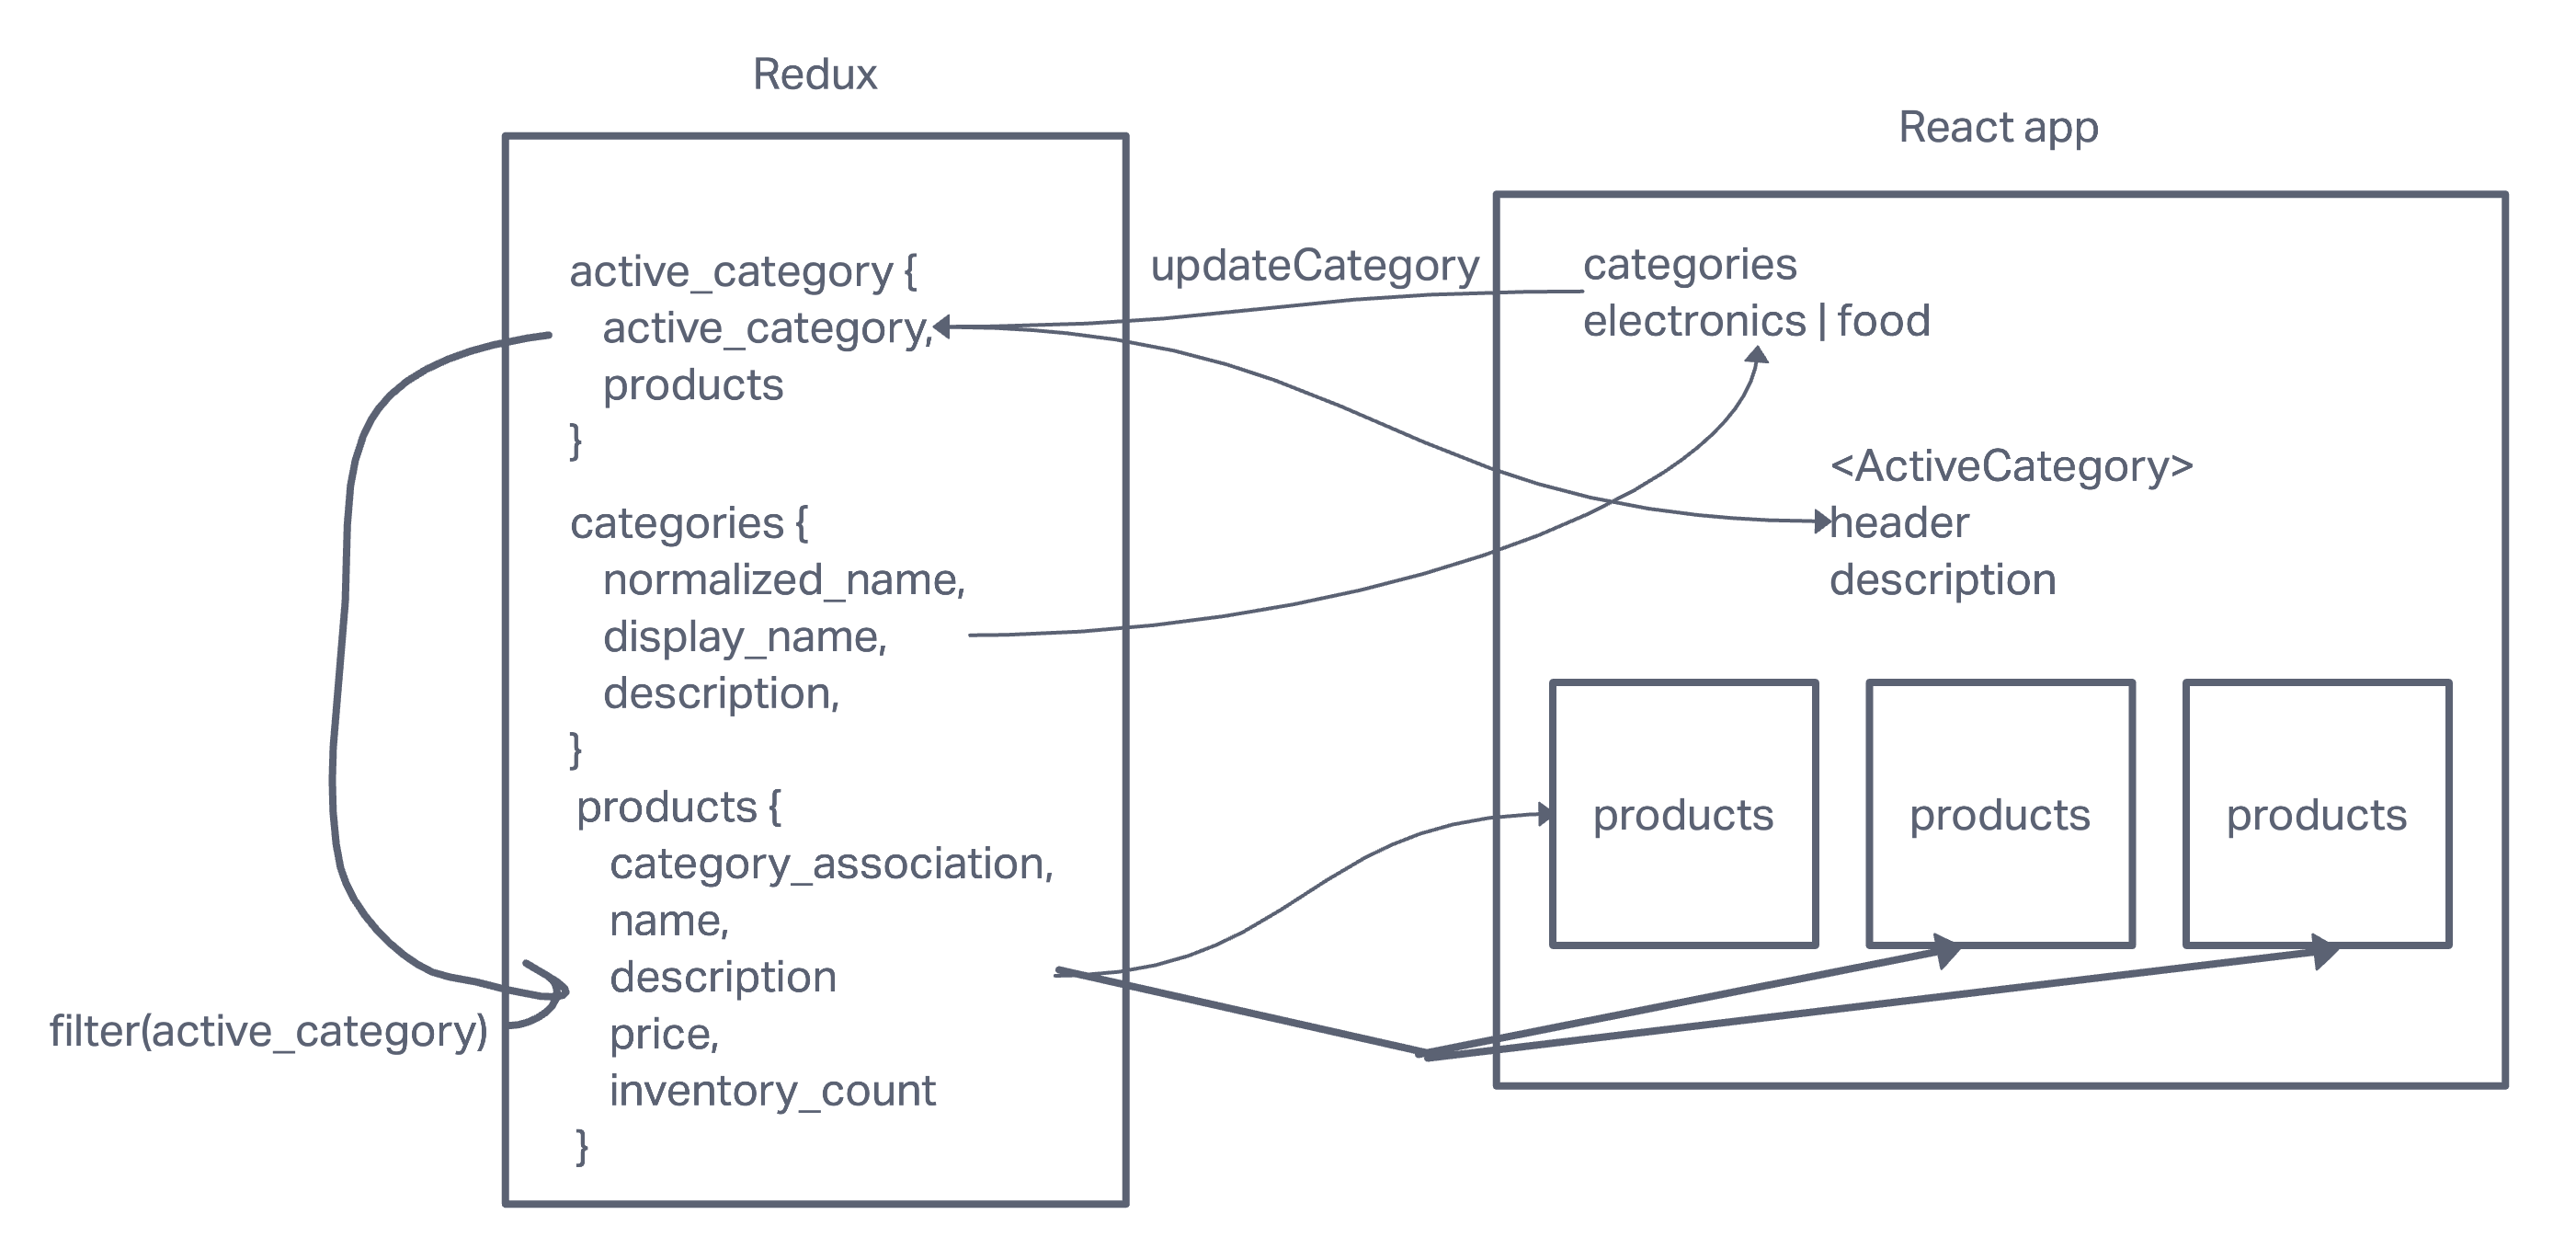 Redux
active_category {
active_category,
products
}
categories {
normalized_name,
display_name,
description,
}
products {
category_association,
name,
description
price,
inventory_count
}
filter(active_category)
updateCategory
React app
categories
electronics | food
<ActiveCategory>
header
description
products
products
products